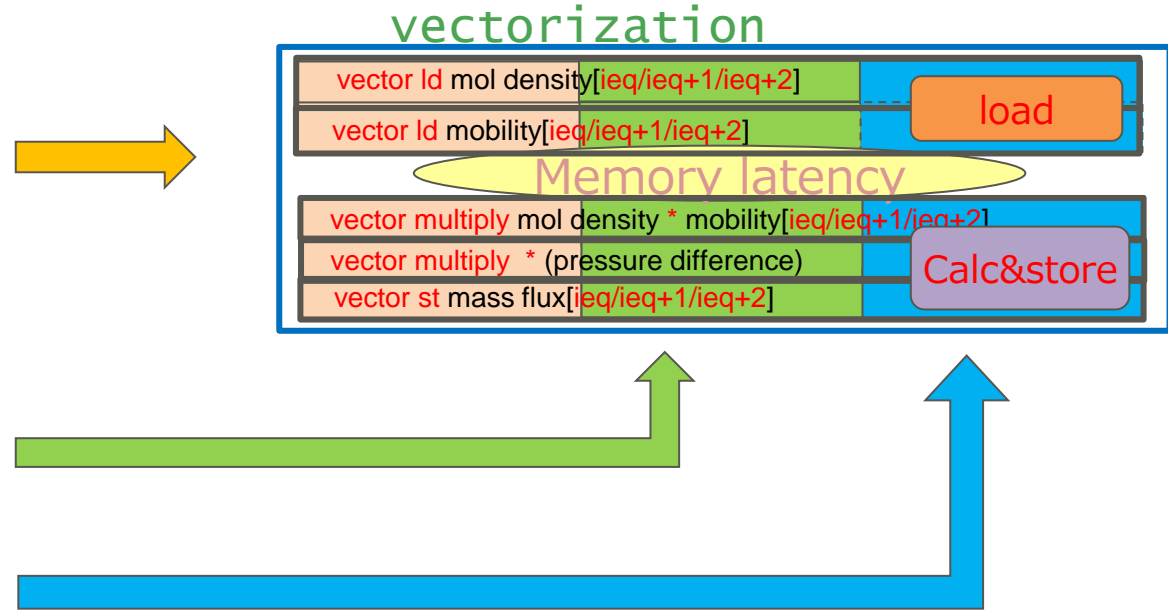 vectorization
vector ld mol density[ieq/ieq+1/ieq+2]
load
vector ld mobility[ieq/ieq+1/ieq+2]
Memory latency
vector multiply mol density * mobility[ieq/ieq+1/ieq+2]
vector multiply * (pressure difference)
Calc&store
vector st mass flux[ieq/ieq+1/ieq+2]